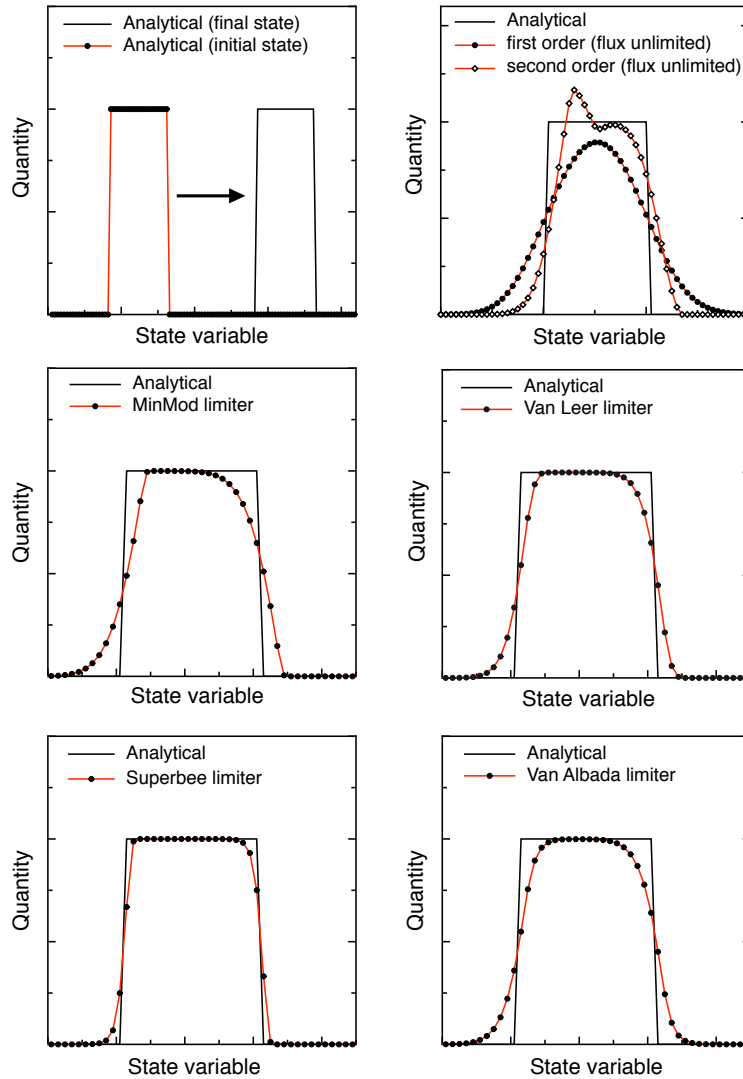 Analytical (final state)
Analytical (initial state)
Quantity
State variable
Analytical
first order (flux unlimited)
second order (flux unlimited)
Quantity
State variable
Analytical
MinMod limiter
Quantity
State variable
Analytical
Van Leer limiter
Quantity
State variable
Analytical
Superbee limiter
Quantity
State variable
Analytical
Van Albada limiter
Quantity
State variable